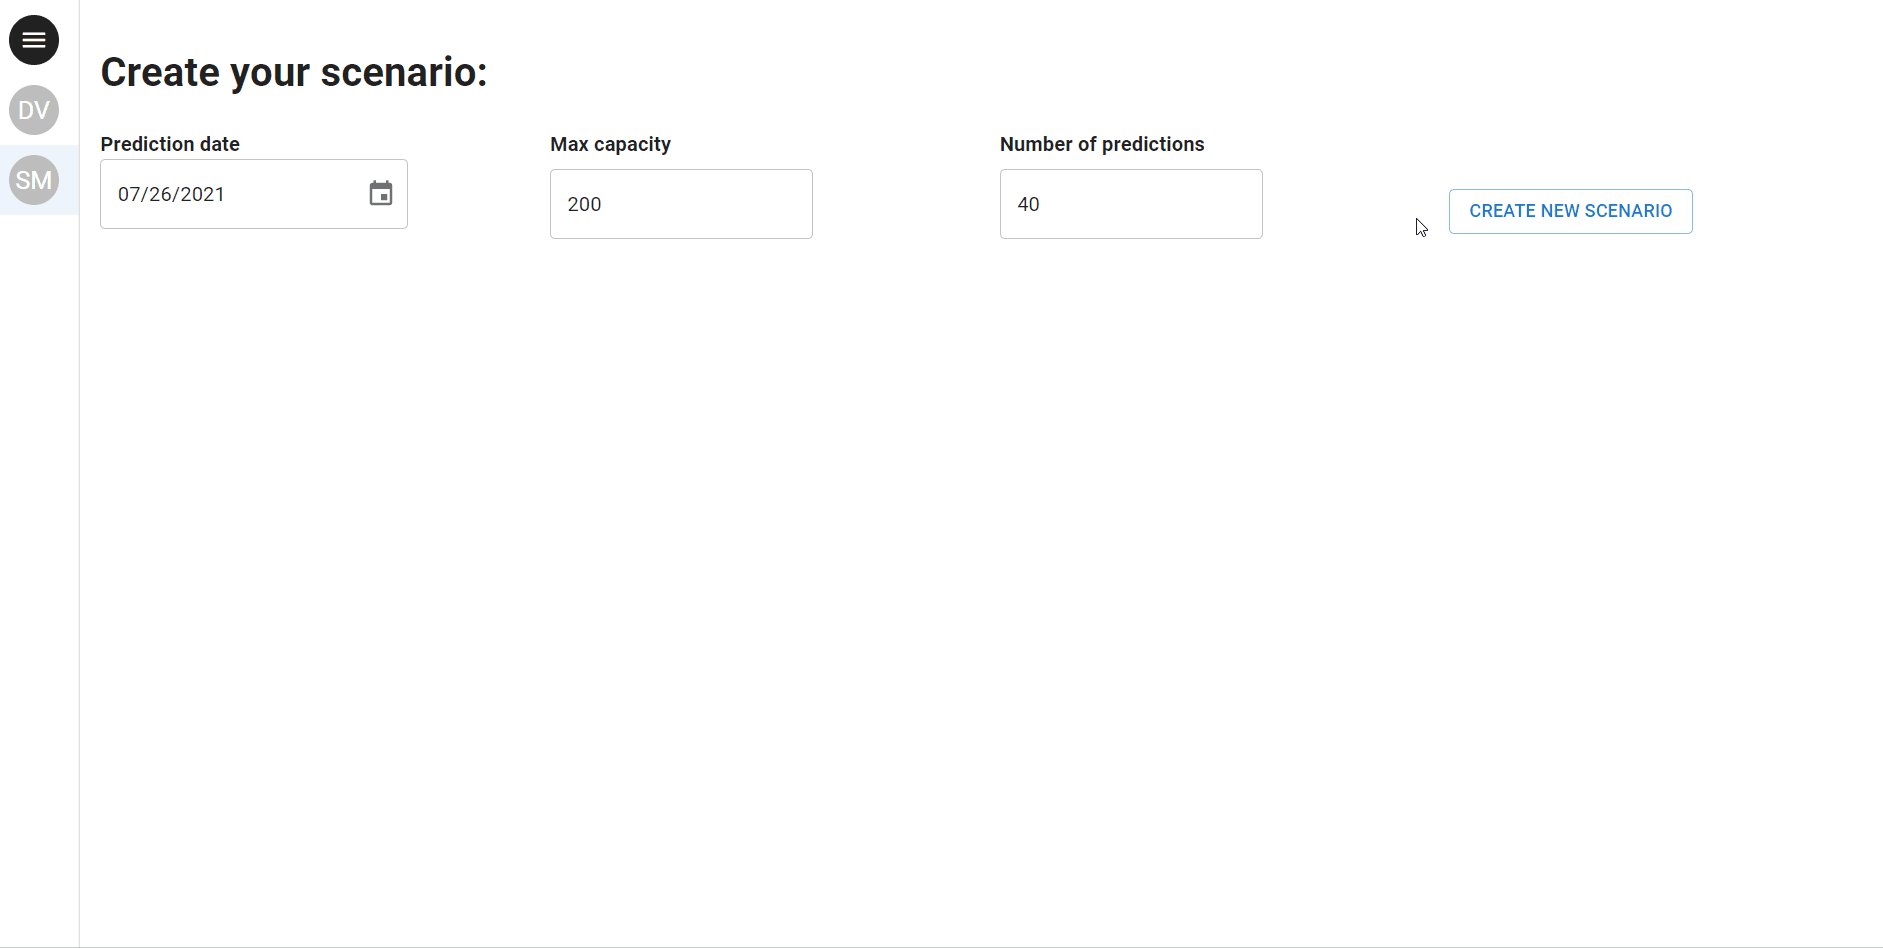 DV
SM
Create your scenario:
Prediction date
07/26/2021
Max capacity
200
Number of predictions
40
CREATE NEW SCENARIO